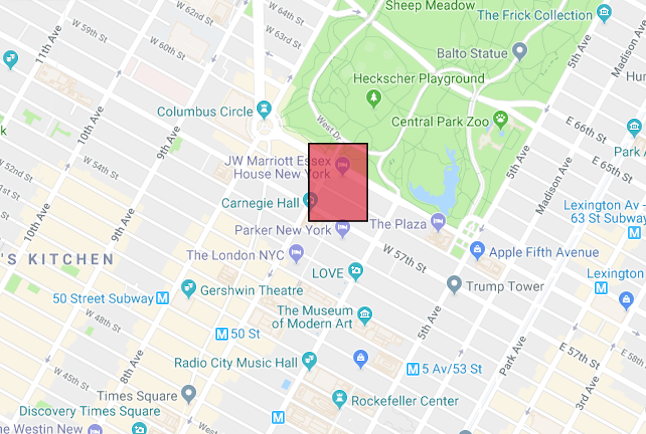 Sheep Meadow
The Frick Collection
W 62nd St
W 64th St
11th Ave
W 60th St
W 63rd St
5th Ave
Madison Ave
Balto Statue
Heckscher Playground
Columbus Circle
West Dr
Central Park Zoo
10th Ave
9th Ave
E 66th St
Park A
E 65th St
JW Marriott Essex
House New York
W 54th St
5th Ave
W 52nd St
Madison Ave
Carnegie Hall
Lexington Av -
63 St Subway
10th Ave
9th Ave
Parker New York
The Plaza
'S KITCHEN
The London NYC
W 57th St
Apple Fifth Avenue
LOVE
Lexington
Gershwin Theatre
50 Street Subway
Trump Tower
W 48th St
The Museum
of Modern Art
50 St
5th Ave
Park Ave
E 57th St
E 58th St
Radio City Music Hall
5 Av/53 St
8th Ave
W 45th St
3rd Ave
Times Square
Rockefeller Center
Discovery Times Square
he Westin New